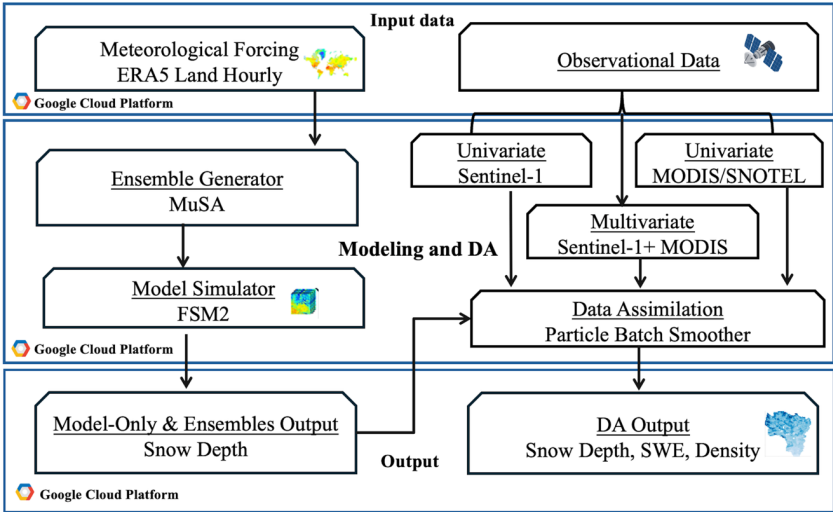 Input data
Meteorological Forcing
ERA5 Land Hourly
Observational Data
Google Cloud Platform
Univariate
Sentinel-1
Univariate
MODIS/SNOTEL
Ensemble Generator
MuSA
Multivariate
Sentinel-1+ MODIS
Modeling and DA
Model Simulator
FSM2
Data Assimilation
Particle Batch Smoother
Google Cloud Platform
Model-Only & Ensembles Output
Snow Depth
DA Output
Snow Depth, SWE, Density
Output
Google Cloud Platform